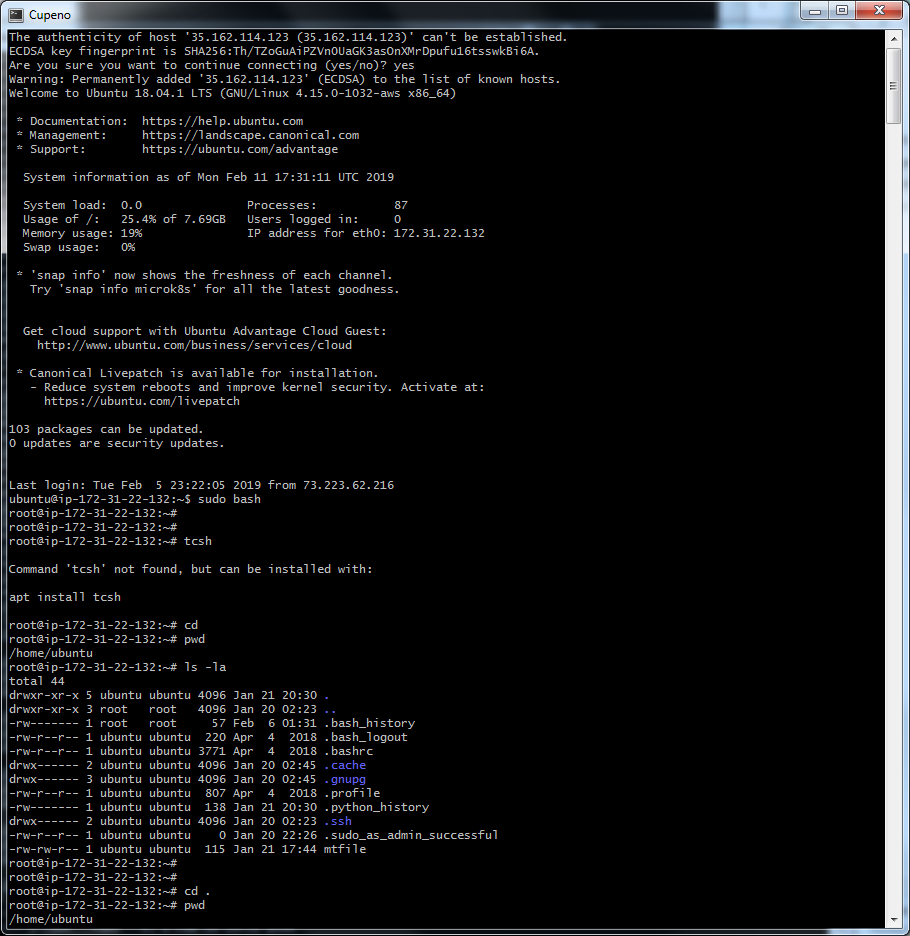 Cupeno
The authenticity of host '35.162.114.123 (35.162.114.123)' can't be established.
ECDSA key fingerprint is SHA256:Th/TZoGuAiPZVnOUaGK3asOnXMrDpufu16tsswkBi6A.
Are you sure you want to continue connecting (yes/no)? yes
Warning: Permanently added '35.162.114.123' (ECDSA) to the list of known hosts.
Welcome to Ubuntu 18.04.1 LTS (GNU/Linux 4.15.0-1032-aws x86_64)
* Documentation:  https://help.ubuntu.com
* Management:     https://landscape.canonical.com
* Support:        https://ubuntu.com/advantage
System information as of Mon Feb 11 17:31:11 UTC 2019
System load:  0.0               Processes:           87
Usage of /:   25.4% of 7.69GB   Users logged in:     0
Memory usage: 19%               IP address for eth0: 172.31.22.132
Swap usage:   0%
* 'snap info' now shows the freshness of each channel.
Try 'snap info microk8s' for all the latest goodness.
Get cloud support with Ubuntu Advantage Cloud Guest:
http://www.ubuntu.com/business/services/cloud
* Canonical Livepatch is available for installation.
- Reduce system reboots and improve kernel security. Activate at:
https://ubuntu.com/livepatch
103 packages can be updated.
0 updates are security updates.
Last login: Tue Feb  5 23:22:05 2019 from 73.223.62.216
ubuntu@ip-172-31-22-132:~$ sudo bash
root@ip-172-31-22-132:~#
root@ip-172-31-22-132:~#
root@ip-172-31-22-132:~# tcsh
Command 'tcsh' not found, but can be installed with:
apt install tcsh
root@ip-172-31-22-132:~# cd
root@ip-172-31-22-132:~# pwd
/home/ubuntu
root@ip-172-31-22-132:~# ls -la
total 44
drwxr-xr-x 5 ubuntu ubuntu 4096 Jan 21 20:30 .
drwxr-xr-x 3 root   root   4096 Jan 20 02:23 ..
-rw------- 1 root   root     57 Feb  6 01:31 .bash_history
-rw-r--r-- 1 ubuntu ubuntu  220 Apr  4  2018 .bash_logout
-rw-r--r-- 1 ubuntu ubuntu 3771 Apr  4  2018 .bashrc
drwx------ 2 ubuntu ubuntu 4096 Jan 20 02:45 .cache
drwx------ 3 ubuntu ubuntu 4096 Jan 20 02:45 .gnupg
-rw-r--r-- 1 ubuntu ubuntu  807 Apr  4  2018 .profile
-rw------- 1 ubuntu ubuntu  138 Jan 21 20:30 .python_history
drwx------ 2 ubuntu ubuntu 4096 Jan 20 02:23 .ssh
-rw-r--r-- 1 ubuntu ubuntu    0 Jan 20 22:26 .sudo_as_admin_successful
-rw-rw-r-- 1 ubuntu ubuntu  115 Jan 21 17:44 mtfile
root@ip-172-31-22-132:~#
root@ip-172-31-22-132:~#
root@ip-172-31-22-132:~# cd .
root@ip-172-31-22-132:~# pwd
/home/ubuntu